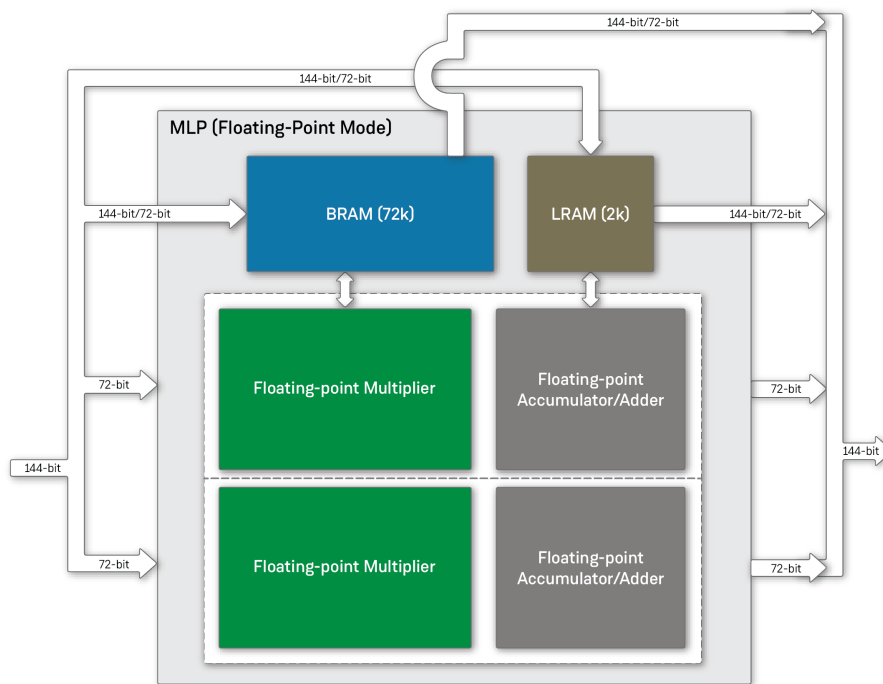 144-bit/72-bit
144-bit/72-bit
MLP (Floating-Point Mode)
BRAM (72k)
LRAM (2k)
144-bit/72-bit
144-bit/72-bit
Floating-point Multiplier
Floating-point
Accumulator/Adder
72-bit
72-bit
144-bit
144-bit
Floating-point Multiplier
Floating-point
Accumulator/Adder
72-bit
72-bit